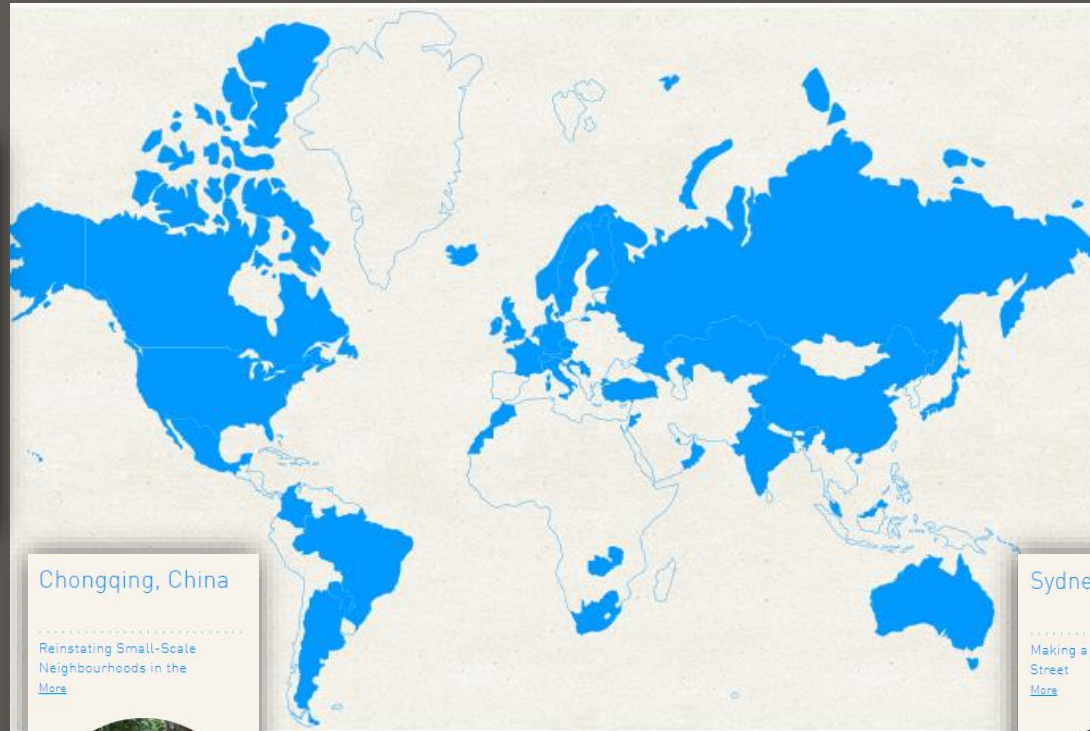 Chongqing, China
Reinstating Small-Scale
Neighbourhoods in the
More
Sydne
Making a
Street
More